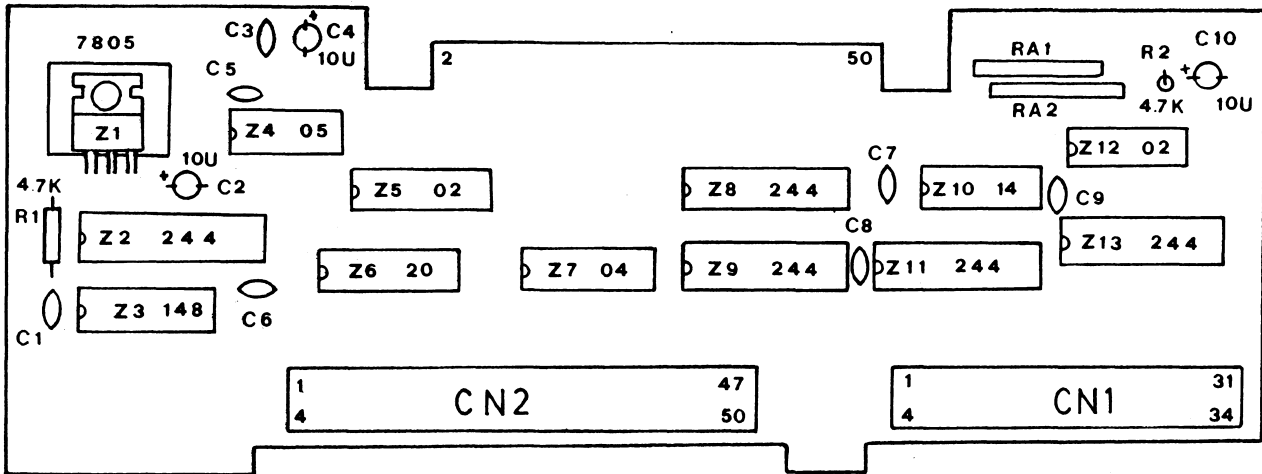 7805
Z1
C3
C4
10U
C5
Z4 05
2
50
RA1
RA2
R2
4.7K
C10
10U
Z12 02
10U
C2
4.7K
R1
Z2 244
Z5 02
Z8 244
C7
Z10 14
C9
Z13 244
Z6 20
Z7 04
Z9 244
C8
Z11 244
Z3 148
C6
C1
1
4
CN2
47
50
1
4
CN1
31
34